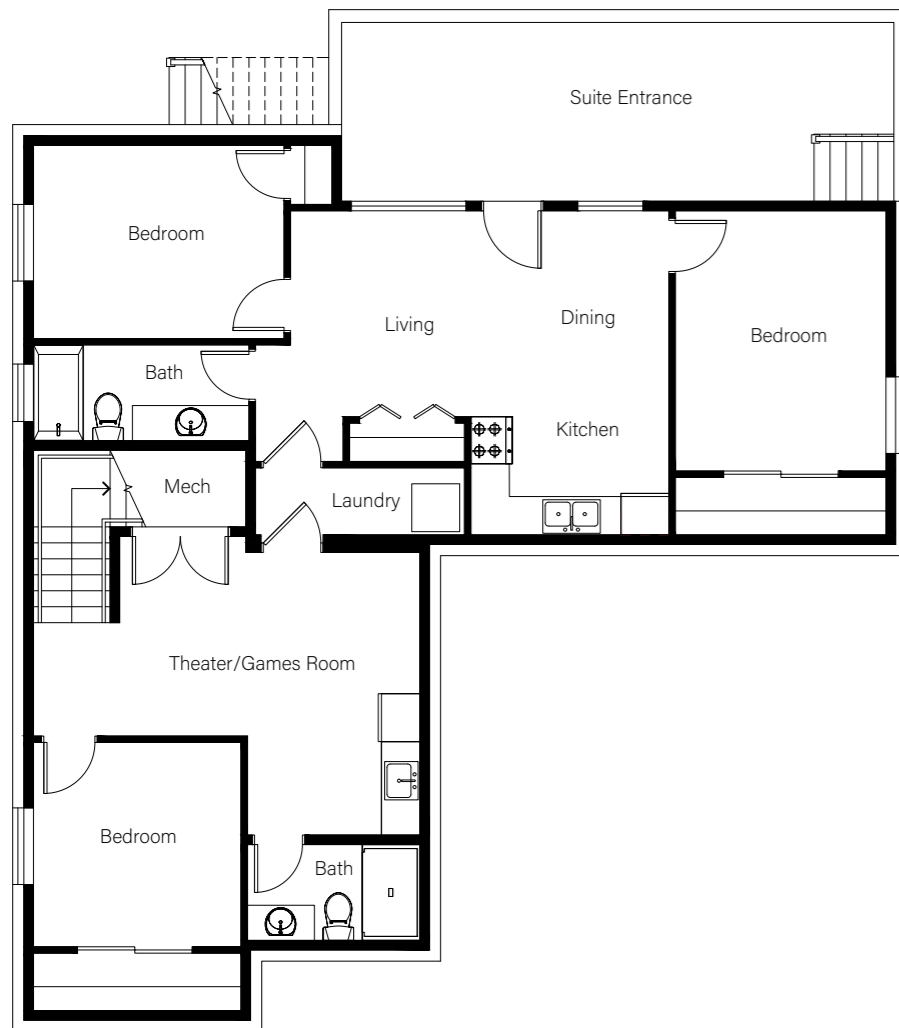 Suite Entrance
Bedroom
Living
Dining
Bedroom
Bath
Kitchen
Mech
Laundry
Theater/Games Room
Bedroom
Bath